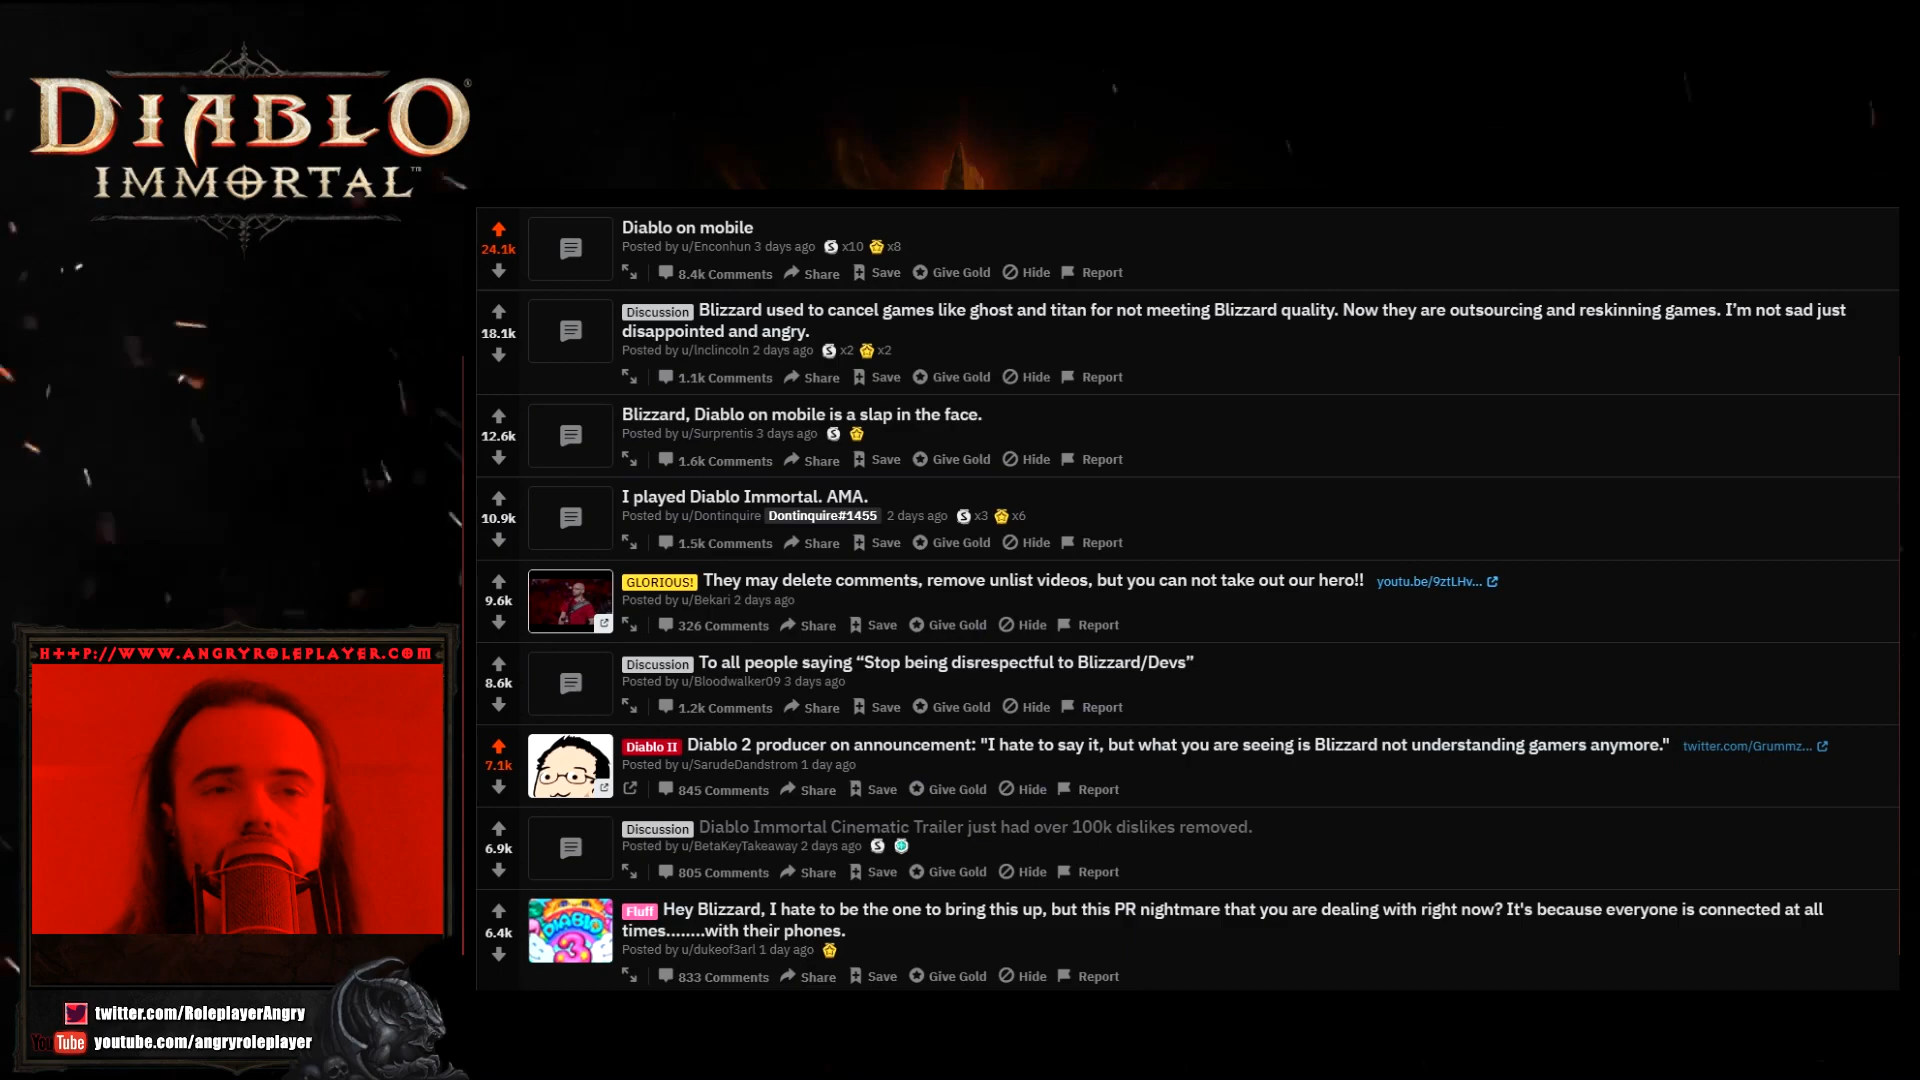 DIABLO®
IMMORTAL™
24.1k
Diablo on mobile
Posted by u/Enconhun 3 days ago S x10 x8
8.4k Comments Share Save Give Gold Hide Report
18.1k
Discussion Blizzard used to cancel games like ghost and titan for not meeting Blizzard quality. Now they are outsourcing and reskinning games. I'm not sad just
disappointed and angry.
Posted by u/lnclincoln 2 days ago S x2 x2
1.1k Comments Share Save Give Gold Hide Report
12.6k
Blizzard, Diablo on mobile is a slap in the face.
Posted by u/Surprentis 3 days ago S
1.6k Comments Share Save Give Gold Hide Report
10.9k
I played Diablo Immortal. AMA.
Posted by u/Dontinquire Dontinquire#1455 2 days ago S x3 x6
1.5k Comments Share Save Give Gold Hide Report
9.6k
GLORIOUS! They may delete comments, remove unlist videos, but you can not take out our hero!! youtu.be/9ztLHv...
Posted by u/Bekari 2 days ago
326 Comments Share Save Give Gold Hide Report
8.6k
Discussion To all people saying “Stop being disrespectful to Blizzard/Devs”
Posted by u/Bloodwalker09 3 days ago
1.2k Comments Share Save Give Gold Hide Report
7.1k
Diablo II Diablo 2 producer on announcement: "I hate to say it, but what you are seeing is Blizzard not understanding gamers anymore." twitter.com/Grummz...
Posted by u/SarudeDandstrom 1 day ago
845 Comments Share Save Give Gold Hide Report
6.9k
Discussion Diablo Immortal Cinematic Trailer just had over 100k dislikes removed.
Posted by u/BetaKeyTakeaway 2 days ago S
805 Comments Share Save Give Gold Hide Report
6.4k
DIABLO
3
Fluff Hey Blizzard, I hate to be the one to bring this up, but this PR nightmare that you are dealing with right now? It's because everyone is connected at all
times........with their phones.
Posted by u/dukeof3arl 1 day ago
833 Comments Share Save Give Gold Hide Report
HTTP://WWW.ANGRYROLEPLAYER.COM
twitter.com/RoleplayerAngry
YouTube youtube.com/angryroleplayer